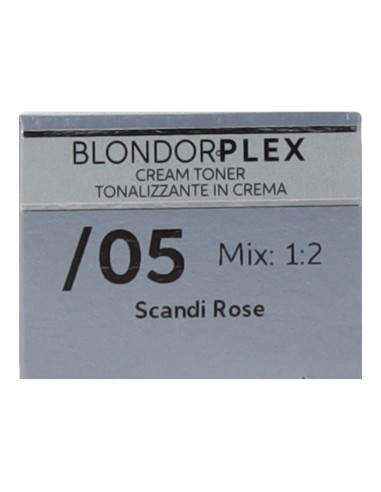 BLONDORPLEX
CREAM TONER
TONALIZZANTE IN CREMA
/05 Mix: 1:2
Scandi Rose